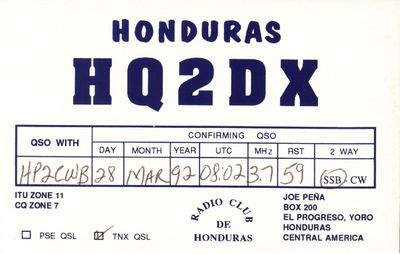 HONDURAS
HQ2DX
QSO WITH CONFIRMING QSO
DAY MONTH YEAR UTC MHz RST 2 WAY
HP2CWB 28 MAR 92 08:02 3.7 59 SSB CW
ITU ZONE 11
CQ ZONE 7
PSE QSL TNX QSL
RADIO CLUB
DE
HONDURAS
JOE PEÑA
BOX 200
EL PROGRESO, YORO
HONDURAS
CENTRAL AMERICA